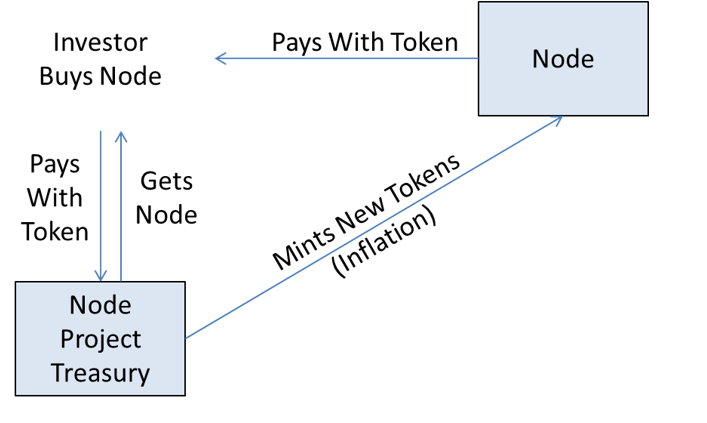 Investor
Buys Node
Pays With Token
Node
Pays
With
Token
Gets
Node
Mints New Tokens
(Inflation)
Node
Project
Treasury